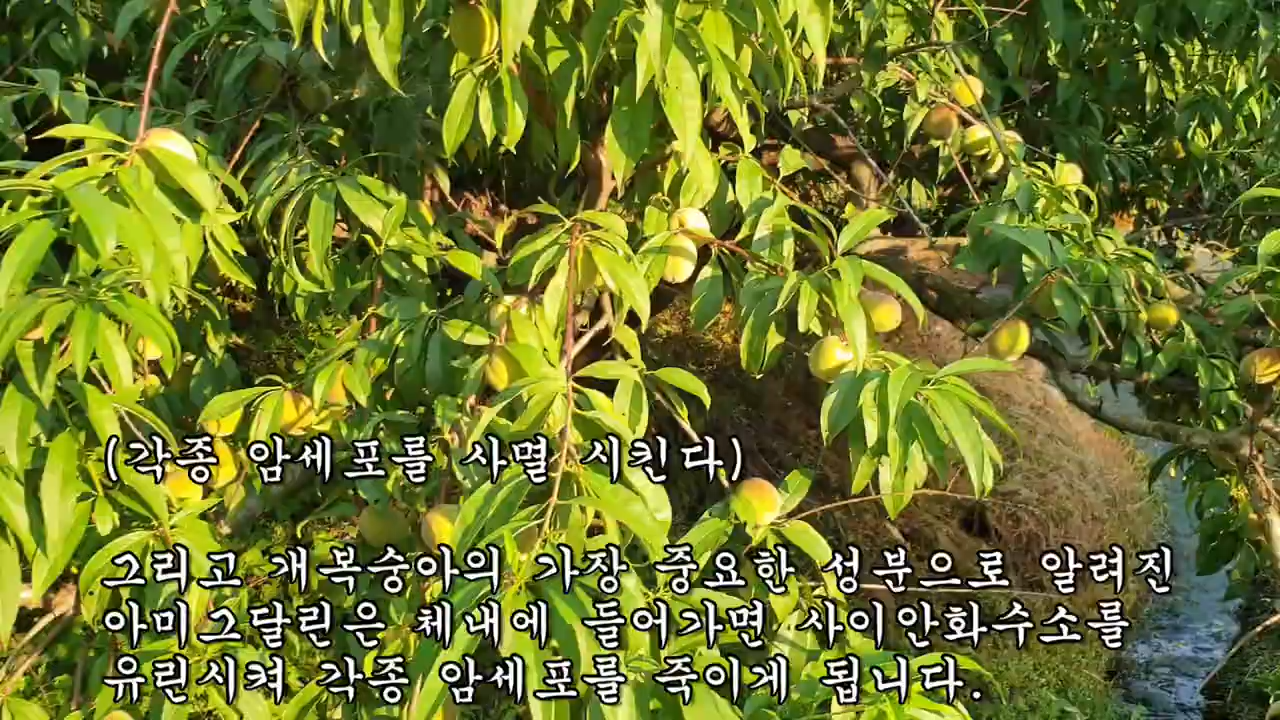 (각종 암세포를 사멸 시킨다)
그리고 개복숭아의 가장 중요한 성분으로 알려진
아미그달린은 체내에 들어가면 사이안화수소를
유린시켜 각종 암세포를 죽이게 됩니다.